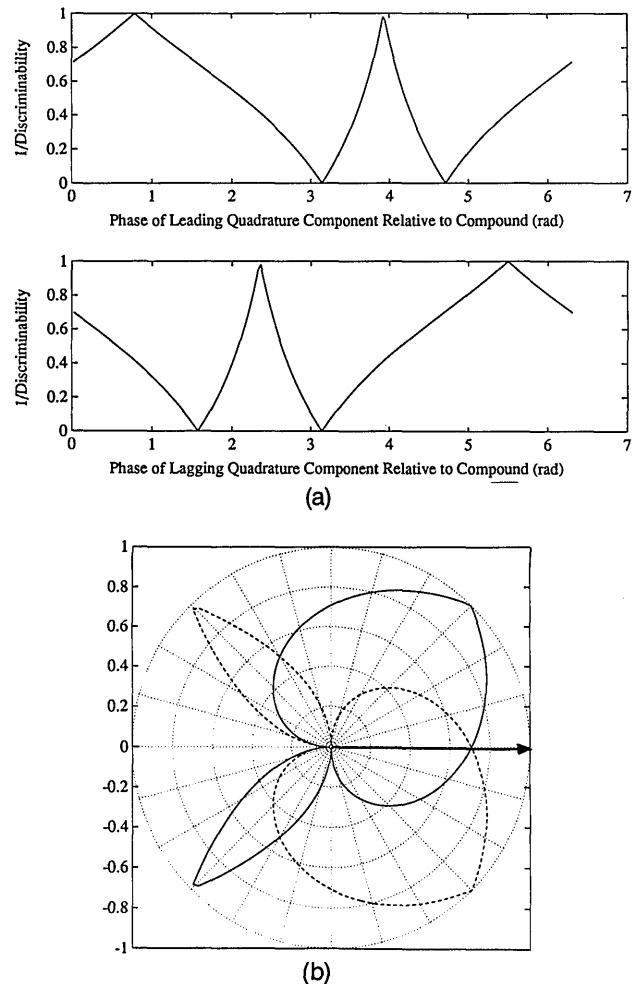 1
0.8
0.6
0.4
0.2
0
0 1 2 3 4 5 6 7
1/Discriminability
Phase of Leading Quadrature Component Relative to Compound (rad)
1
0.8
0.6
0.4
0.2
0
0 1 2 3 4 5 6 7
1/Discriminability
Phase of Lagging Quadrature Component Relative to Compound (rad)
(a)
1
0.8
0.6
0.4
0.2
0
-0.2
-0.4
-0.6
-0.8
-1
(b)